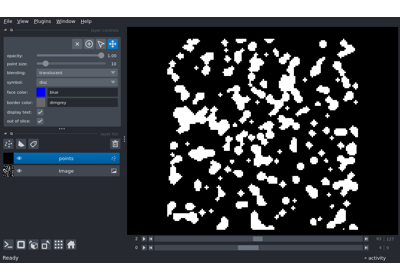 File View Plugins Window Help
opacity: 1.00
point size: 10
blending: translucent
symbol: disc
face color: blue
border color: dimgrey
display text:
out of slice:
points
Image
Ready
activity